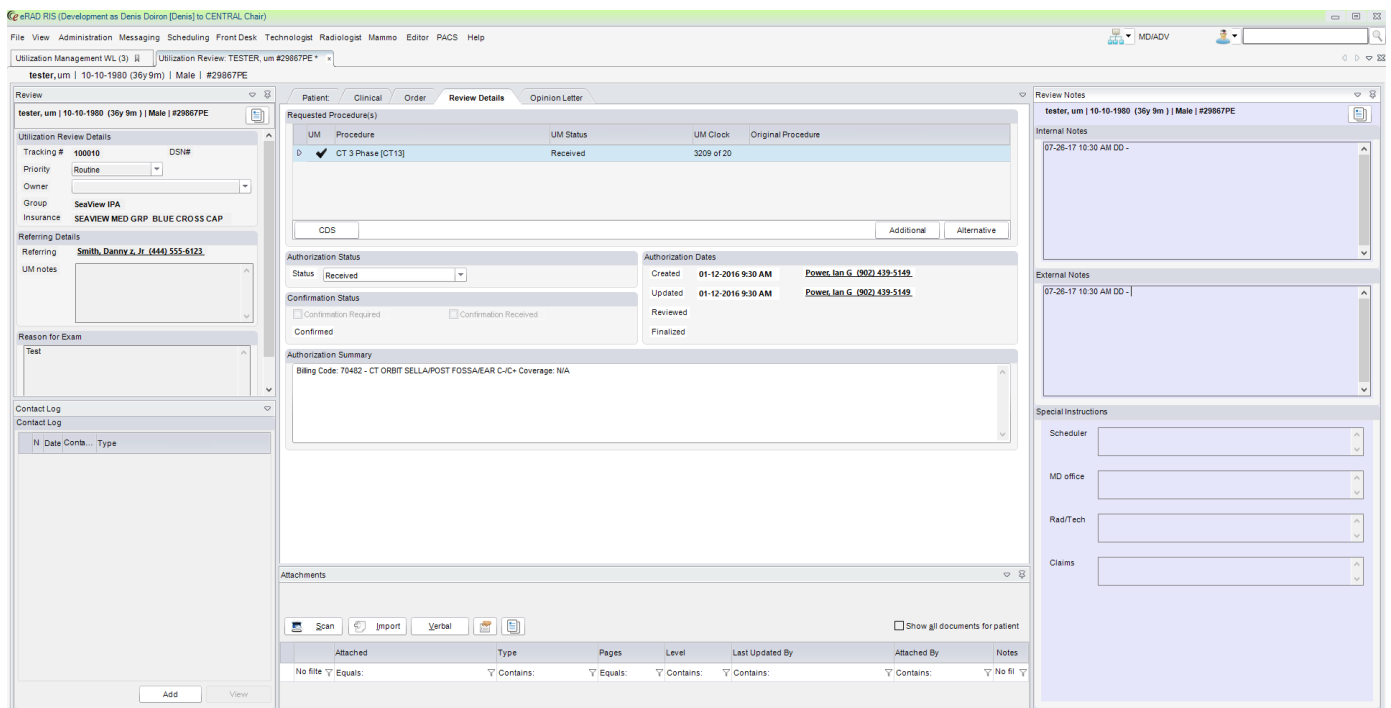 eRAD RIS (Development as Denis Doiron [Denis] to CENTRAL Chair)
File View Administration Messaging Scheduling Front Desk Technologist Radiologist Mammo Editor PACS Help
MD/ADV
Utilization Management WL (3)
Utilization Review: TESTER, um #29867PE *
tester, um | 10-10-1980 (36y 9m) | Male | #29867PE
Review
tester, um | 10-10-1980 (36y 9m ) | Male | #29867PE
Utilization Review Details
Tracking # 100010 DSN#
Priority Routine
Owner
Group SeaView IPA
Insurance SEAVIEW MED GRP BLUE CROSS CAP
Referring Details
Referring Smith, Danny z, Jr (444) 555-6123
UM notes
Reason for Exam
Test
Contact Log
Contact Log
N Date Conta... Type
Add View
Patient: Clinical Order Review Details Opinion Letter
Requested Procedure(s)
UM Procedure UM Status UM Clock Original Procedure
CT 3 Phase [CT13] Received 3209 of 20
CDS Additional Alternative
Authorization Status
Status Received
Confirmation Status
Confirmation Required Confirmation Received
Confirmed
Authorization Dates
Created 01-12-2016 9:30 AM Power, Ian G (902) 439-5149
Updated 01-12-2016 9:30 AM Power, Ian G (902) 439-5149
Reviewed
Finalized
Authorization Summary
Billing Code: 70482 - CT ORBIT SELLA/POST FOSSA/EAR C-/C+ Coverage: N/A
Attachments
Scan Import Verbal Show all documents for patient
Attached Type Pages Level Last Updated By Attached By Notes
No filte Equals: Contains: Equals: Contains: Contains: Contains: No fil
Review Notes
tester, um | 10-10-1980 (36y 9m ) | Male | #29867PE
Internal Notes
07-26-17 10:30 AM DD -
External Notes
07-26-17 10:30 AM DD -
Special Instructions
Scheduler
MD office
Rad/Tech
Claims